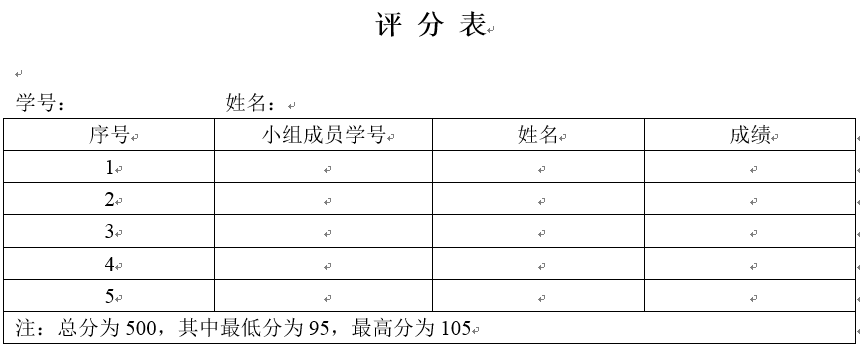 评 分 表
学号： 姓名：
序号 小组成员学号 姓名 成绩
1
2
3
4
5
注：总分为 500，其中最低分为 95，最高分为 105